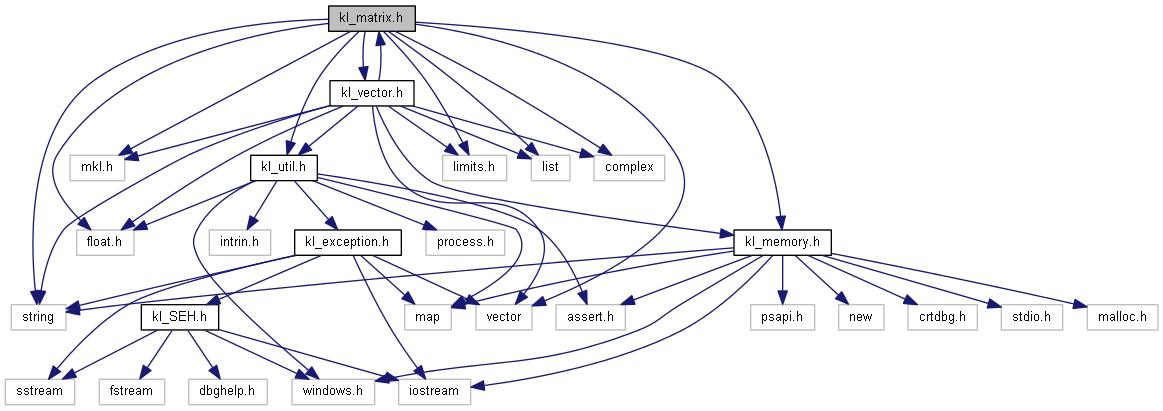 kl_matrix.h
kl_vector.h
mkl.h
kl_util.h
limits.h
list
complex
float.h
intrin.h
kl_exception.h
process.h
kl_memory.h
string
kl_SEH.h
map
vector
assert.h
psapi.h
new
crtdbg.h
stdio.h
malloc.h
sstream
fstream
dbghelp.h
windows.h
iostream